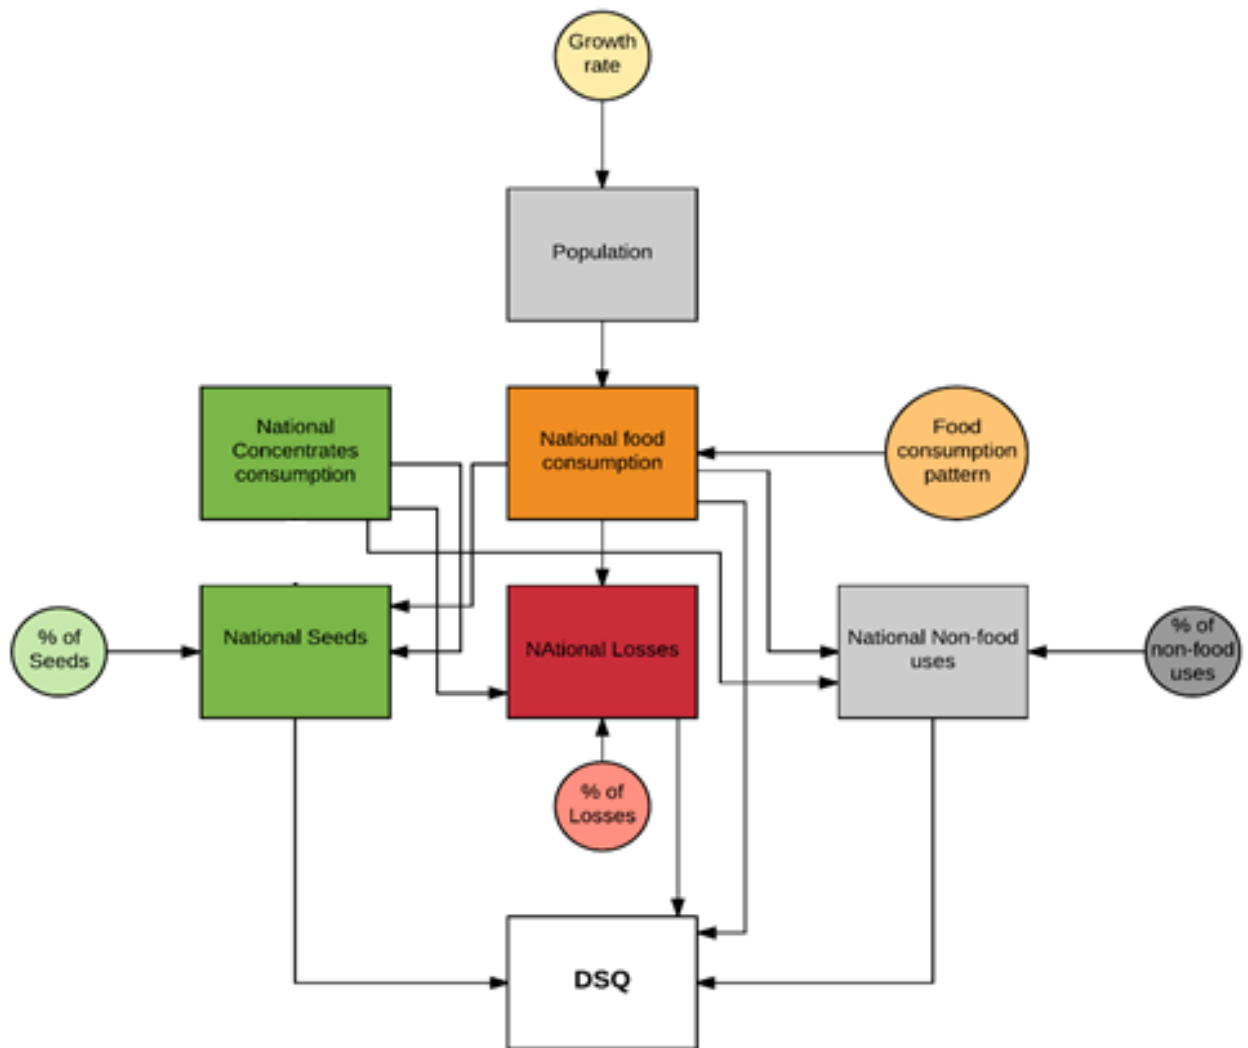 Growth
rate
Population
National
Concentrates
consumption
National food
consumption
Food
consumption
pattern
% of
Seeds
National Seeds
NAtional Losses
National Non-food
uses
% of
non-food
uses
% of
Losses
DSQ